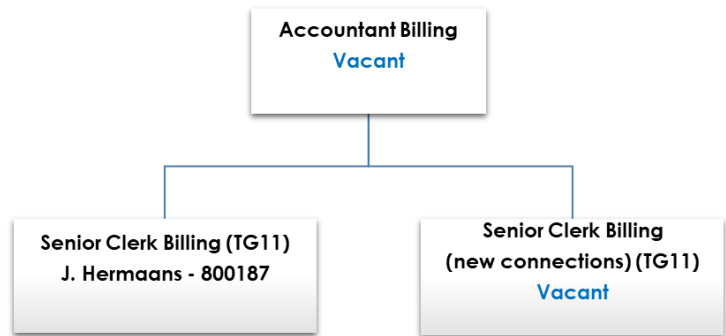 Accountant Billing
Vacant
Senior Clerk Billing (TG11)
J. Hermaans - 800187
Senior Clerk Billing
(new connections) (TG11)
Vacant